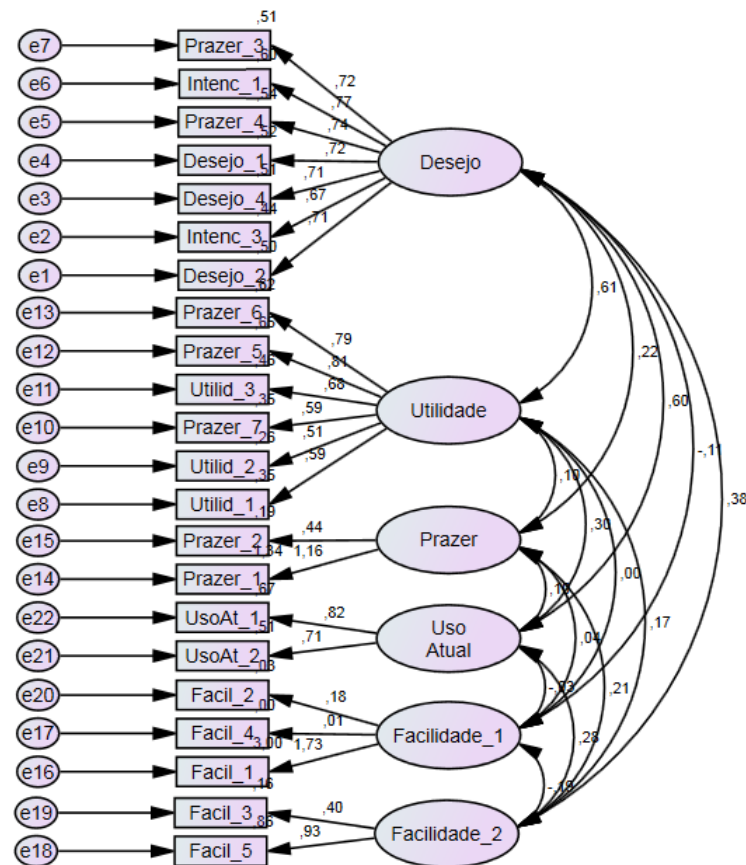 ,51
e7 Prazer_3
,60
,72
e6 Intenc_1
,54
,77
e5 Prazer_4
,74
,52
e4 Desejo_1 ,72 Desejo
,51
,71
e3 Desejo_4
,67
,44
e2 Intenc_3
,71
,50
e1 Desejo_2
,62
,61
e13 Prazer_6
,65
,79
e12 Prazer_5
,81
,22
,46
e11 Utilid_3 ,68
,35
,59
,60
e10 Prazer_7 Utilidade
,26
,51
-,11
e9 Utilid_2
,59
,35
,10
e8 Utilid_1
,38
,19
,30
e15 Prazer_2 ,44 Prazer
1,34 1,16
e14 Prazer_1
,00
,67
e22 UsoAt_1 ,82
,51
Uso
Atual
,04
,17
e21 UsoAt_2 ,71
,03
e20 Facil_2
,21
,00
,18
e17 Facil_4 ,01 Facilidade_1
,28
3,00 1,73
e16 Facil_1
,16
-,19
e19 Facil_3 ,40
,86
Facilidade_2
e18 Facil_5 ,93